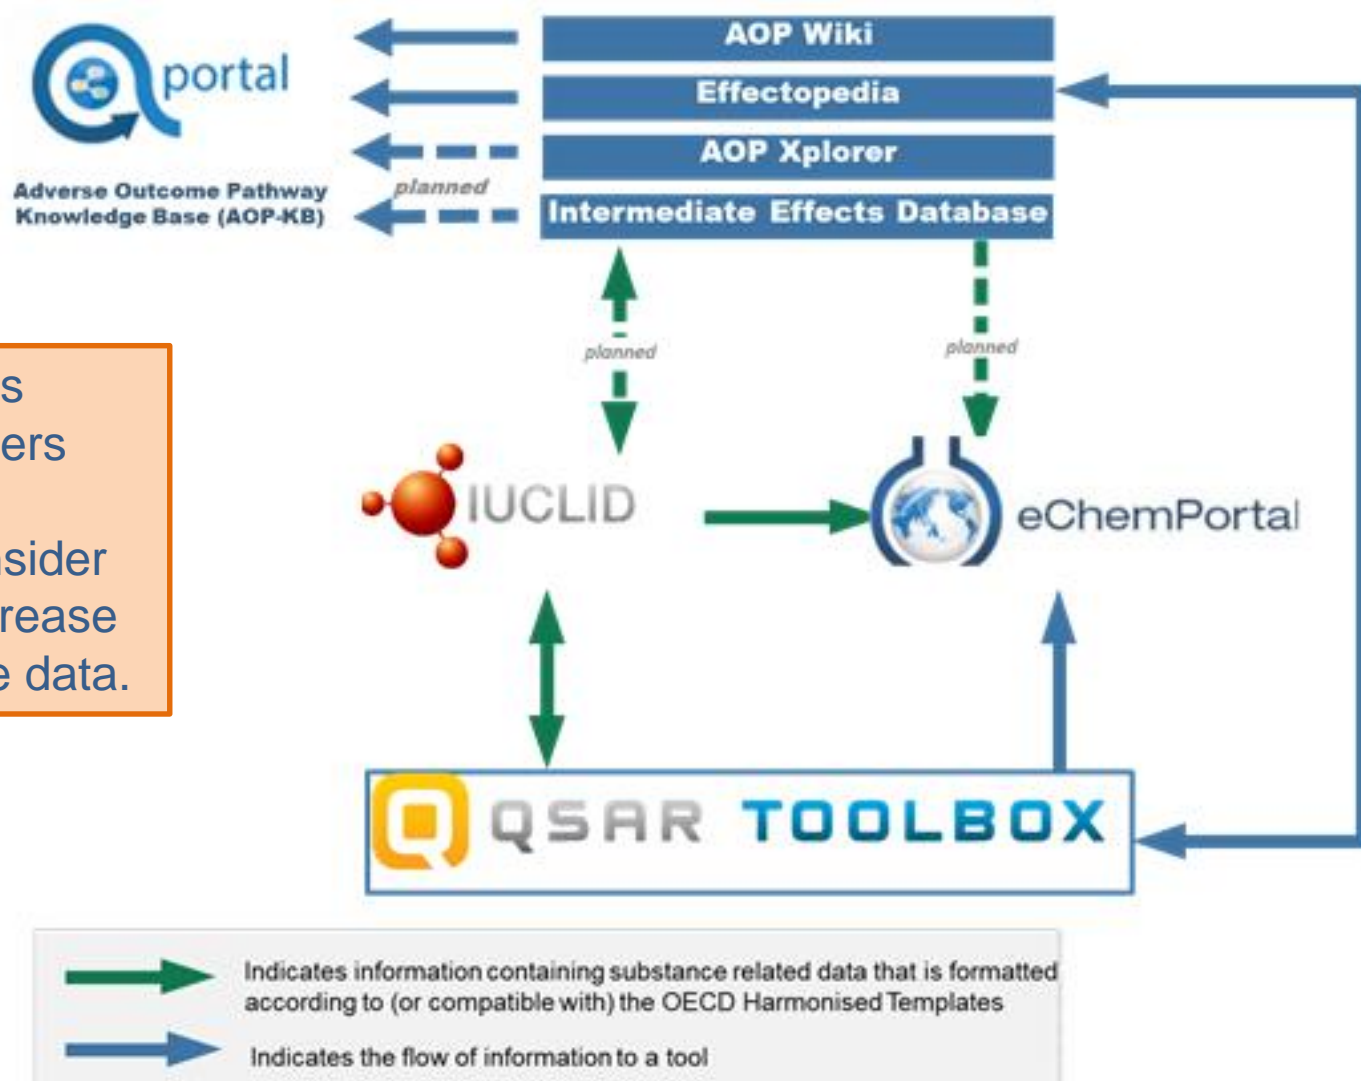 portal
Adverse Outcome Pathway
Knowledge Base (AOP-KB)
AOP Wiki
Effectopedia
AOP Xplorer
planned
Intermediate Effects Database
planned
planned
s
ers
nsider
rease
e data.
IUCLID
eChemPortal
QSAR TOOLBOX
Indicates information containing substance related data that is formatted
according to (or compatible with) the OECD Harmonised Templates
Indicates the flow of information to a tool